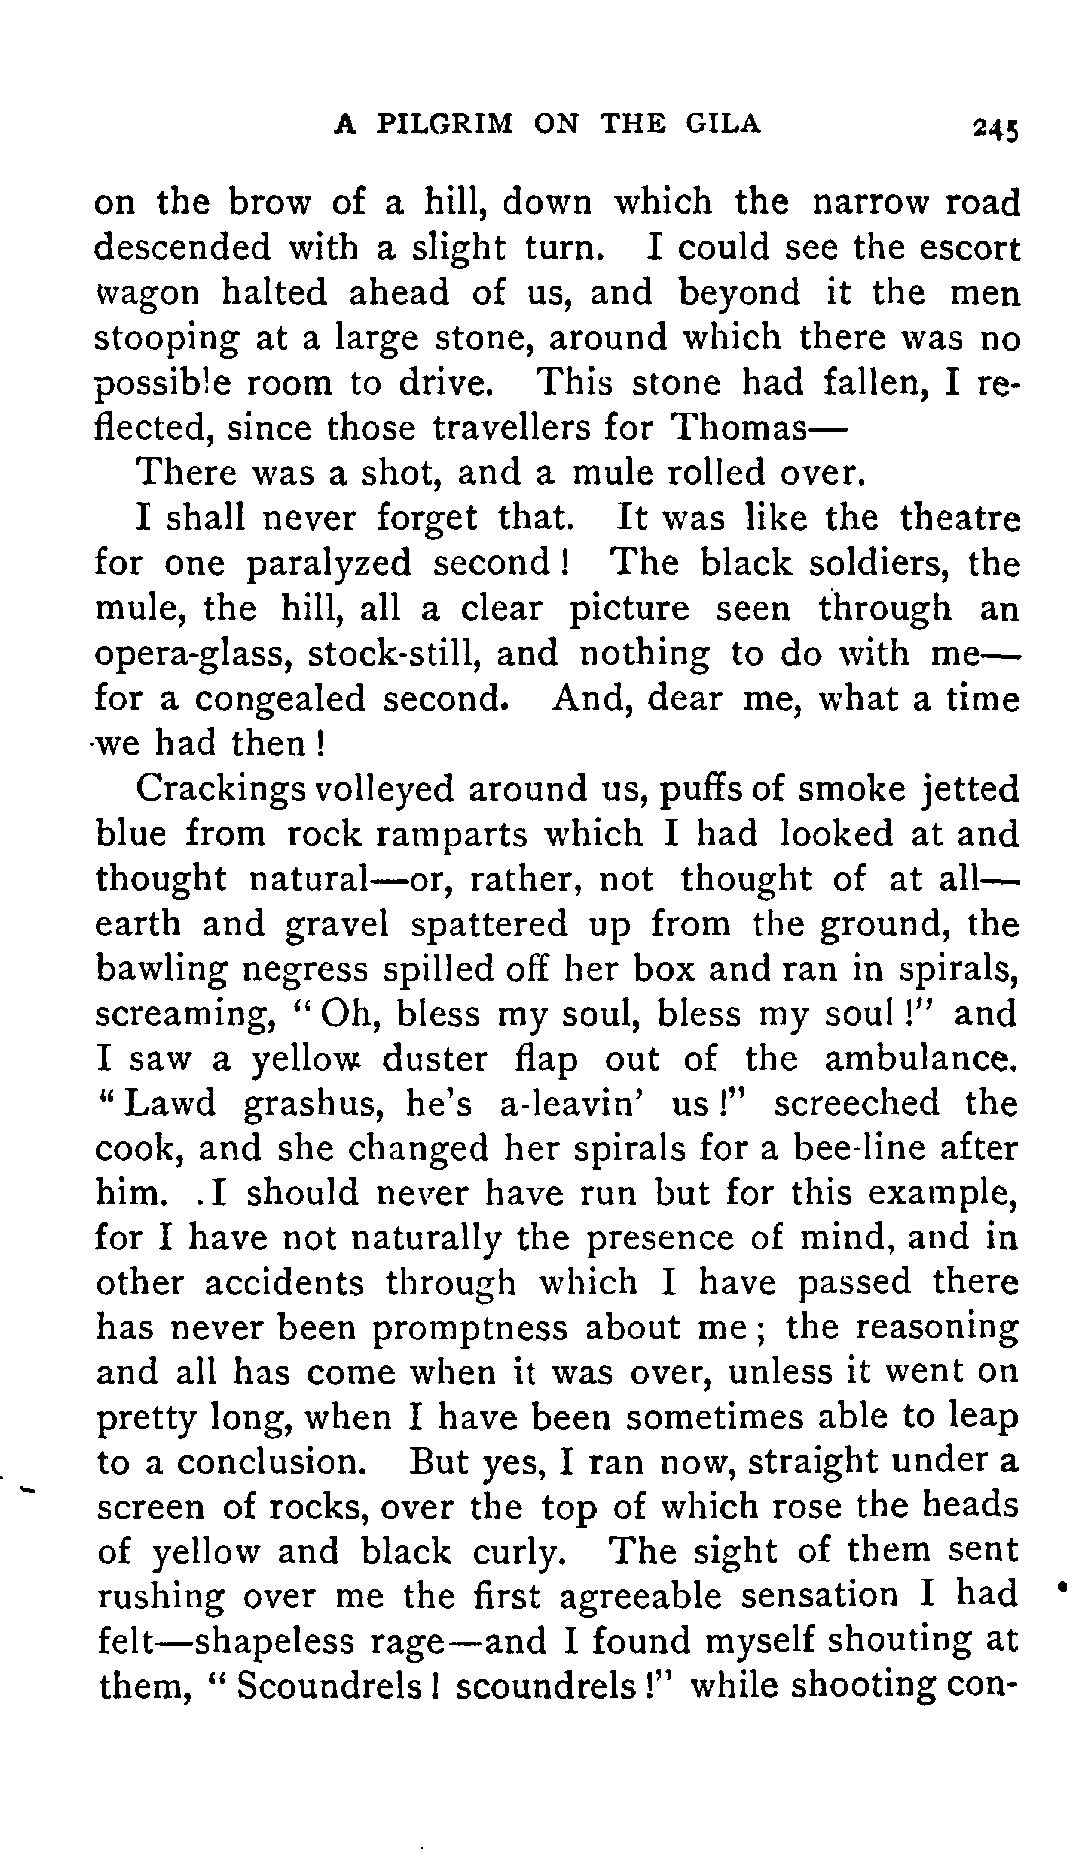 A PILGRIM ON THE GILA 245
on the brow of a hill, down which the narrow road
descended with a slight turn. I could see the escort
wagon halted ahead of us, and beyond it the men
stooping at a large stone, around which there was no
possible room to drive. This stone had fallen, I re-
flected, since those travellers for Thomas—
There was a shot, and a mule rolled over.
I shall never forget that. It was like the theatre
for one paralyzed second! The black soldiers, the
mule, the hill, all a clear picture seen through an
opera-glass, stock-still, and nothing to do with me—
for a congealed second. And, dear me, what a time
we had then!
Crackings volleyed around us, puffs of smoke jetted
blue from rock ramparts which I had looked at and
thought natural—or, rather, not thought of at all—
earth and gravel spattered up from the ground, the
bawling negress spilled off her box and ran in spirals,
screaming, "Oh, bless my soul, bless my soul!" and
I saw a yellow duster flap out of the ambulance.
"Lawd grashus, he's a-leavin' us!" screeched the
cook, and she changed her spirals for a bee-line after
him. I should never have run but for this example,
for I have not naturally the presence of mind, and in
other accidents through which I have passed there
has never been promptness about me; the reasoning
and all has come when it was over, unless it went on
pretty long, when I have been sometimes able to leap
to a conclusion. But yes, I ran now, straight under a
screen of rocks, over the top of which rose the heads
of yellow and black curly. The sight of them sent
rushing over me the first agreeable sensation I had
felt—shapeless rage—and I found myself shouting at
them, "Scoundrels! scoundrels!" while shooting con-